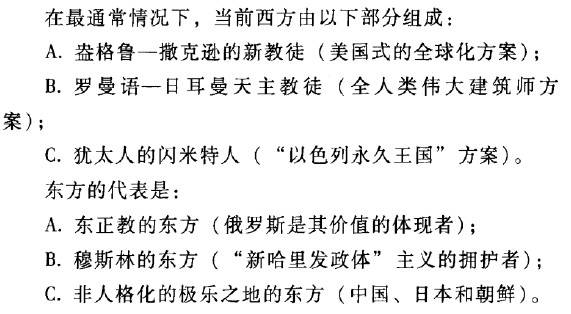 在最通常情况下，当前西方由以下部分组成：
A. 盎格鲁—撒克逊的新教徒（美国式的全球化方案）；
B. 罗曼语—日耳曼天主教徒（全人类伟大建筑师方
案）；
C. 犹太人的闪米特人（“以色列永久王国”方案）。
东方的代表是：
A. 东正教的东方（俄罗斯是其价值的体现者）；
B. 穆斯林的东方（“新哈里发政体”主义的拥护者）；
C. 非人格化的极乐之地的东方（中国、日本和朝鲜）。